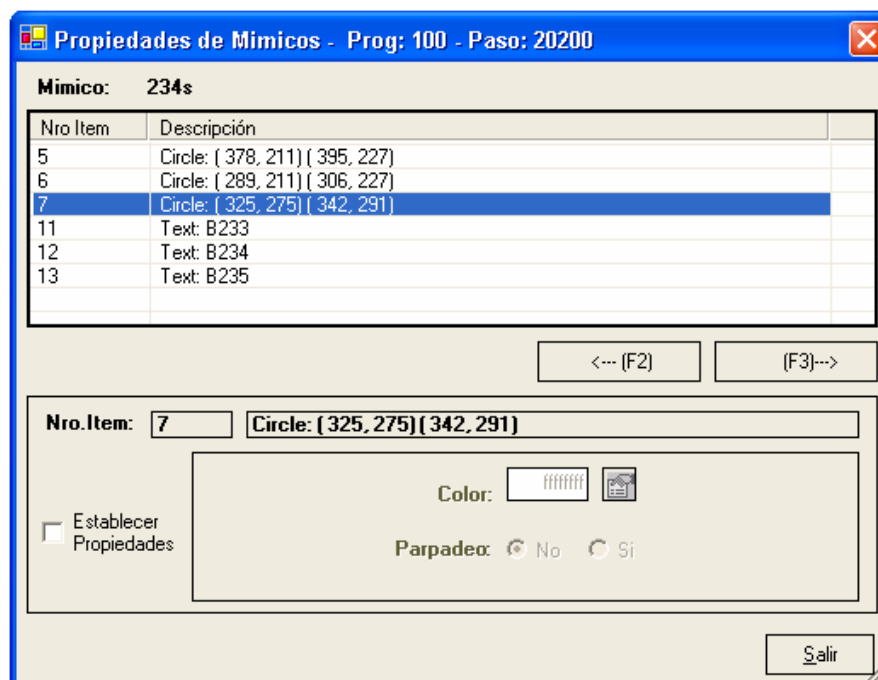 Propiedades de Mimicos - Prog: 100 - Paso: 20200
Mimico: 234s
Nro Item Descripción
5 Circle: ( 378, 211) ( 395, 227)
6 Circle: ( 289, 211) ( 306, 227)
7 Circle: ( 325, 275) ( 342, 291)
11 Text: B233
12 Text: B234
13 Text: B235
<--- (F2) (F3)--->
Nro.Item: 7 Circle: ( 325, 275) ( 342, 291)
Color: ffffffff
Establecer
Propiedades
Parpadeo: No Si
Salir